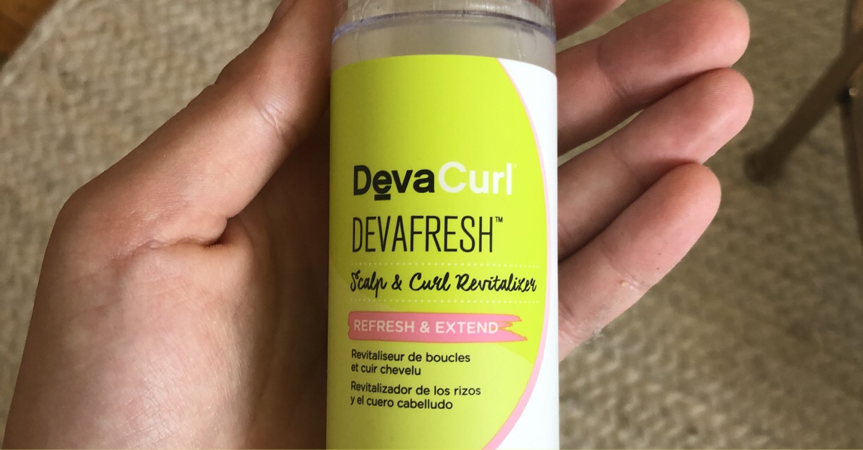 DevaCurl
DEVAFRESH™
Scalp & Curl Revitalizer
REFRESH & EXTEND
Revitaliseur de boucles
et cuir chevelu
Revitalizador de los rizos
y el cuero cabelludo